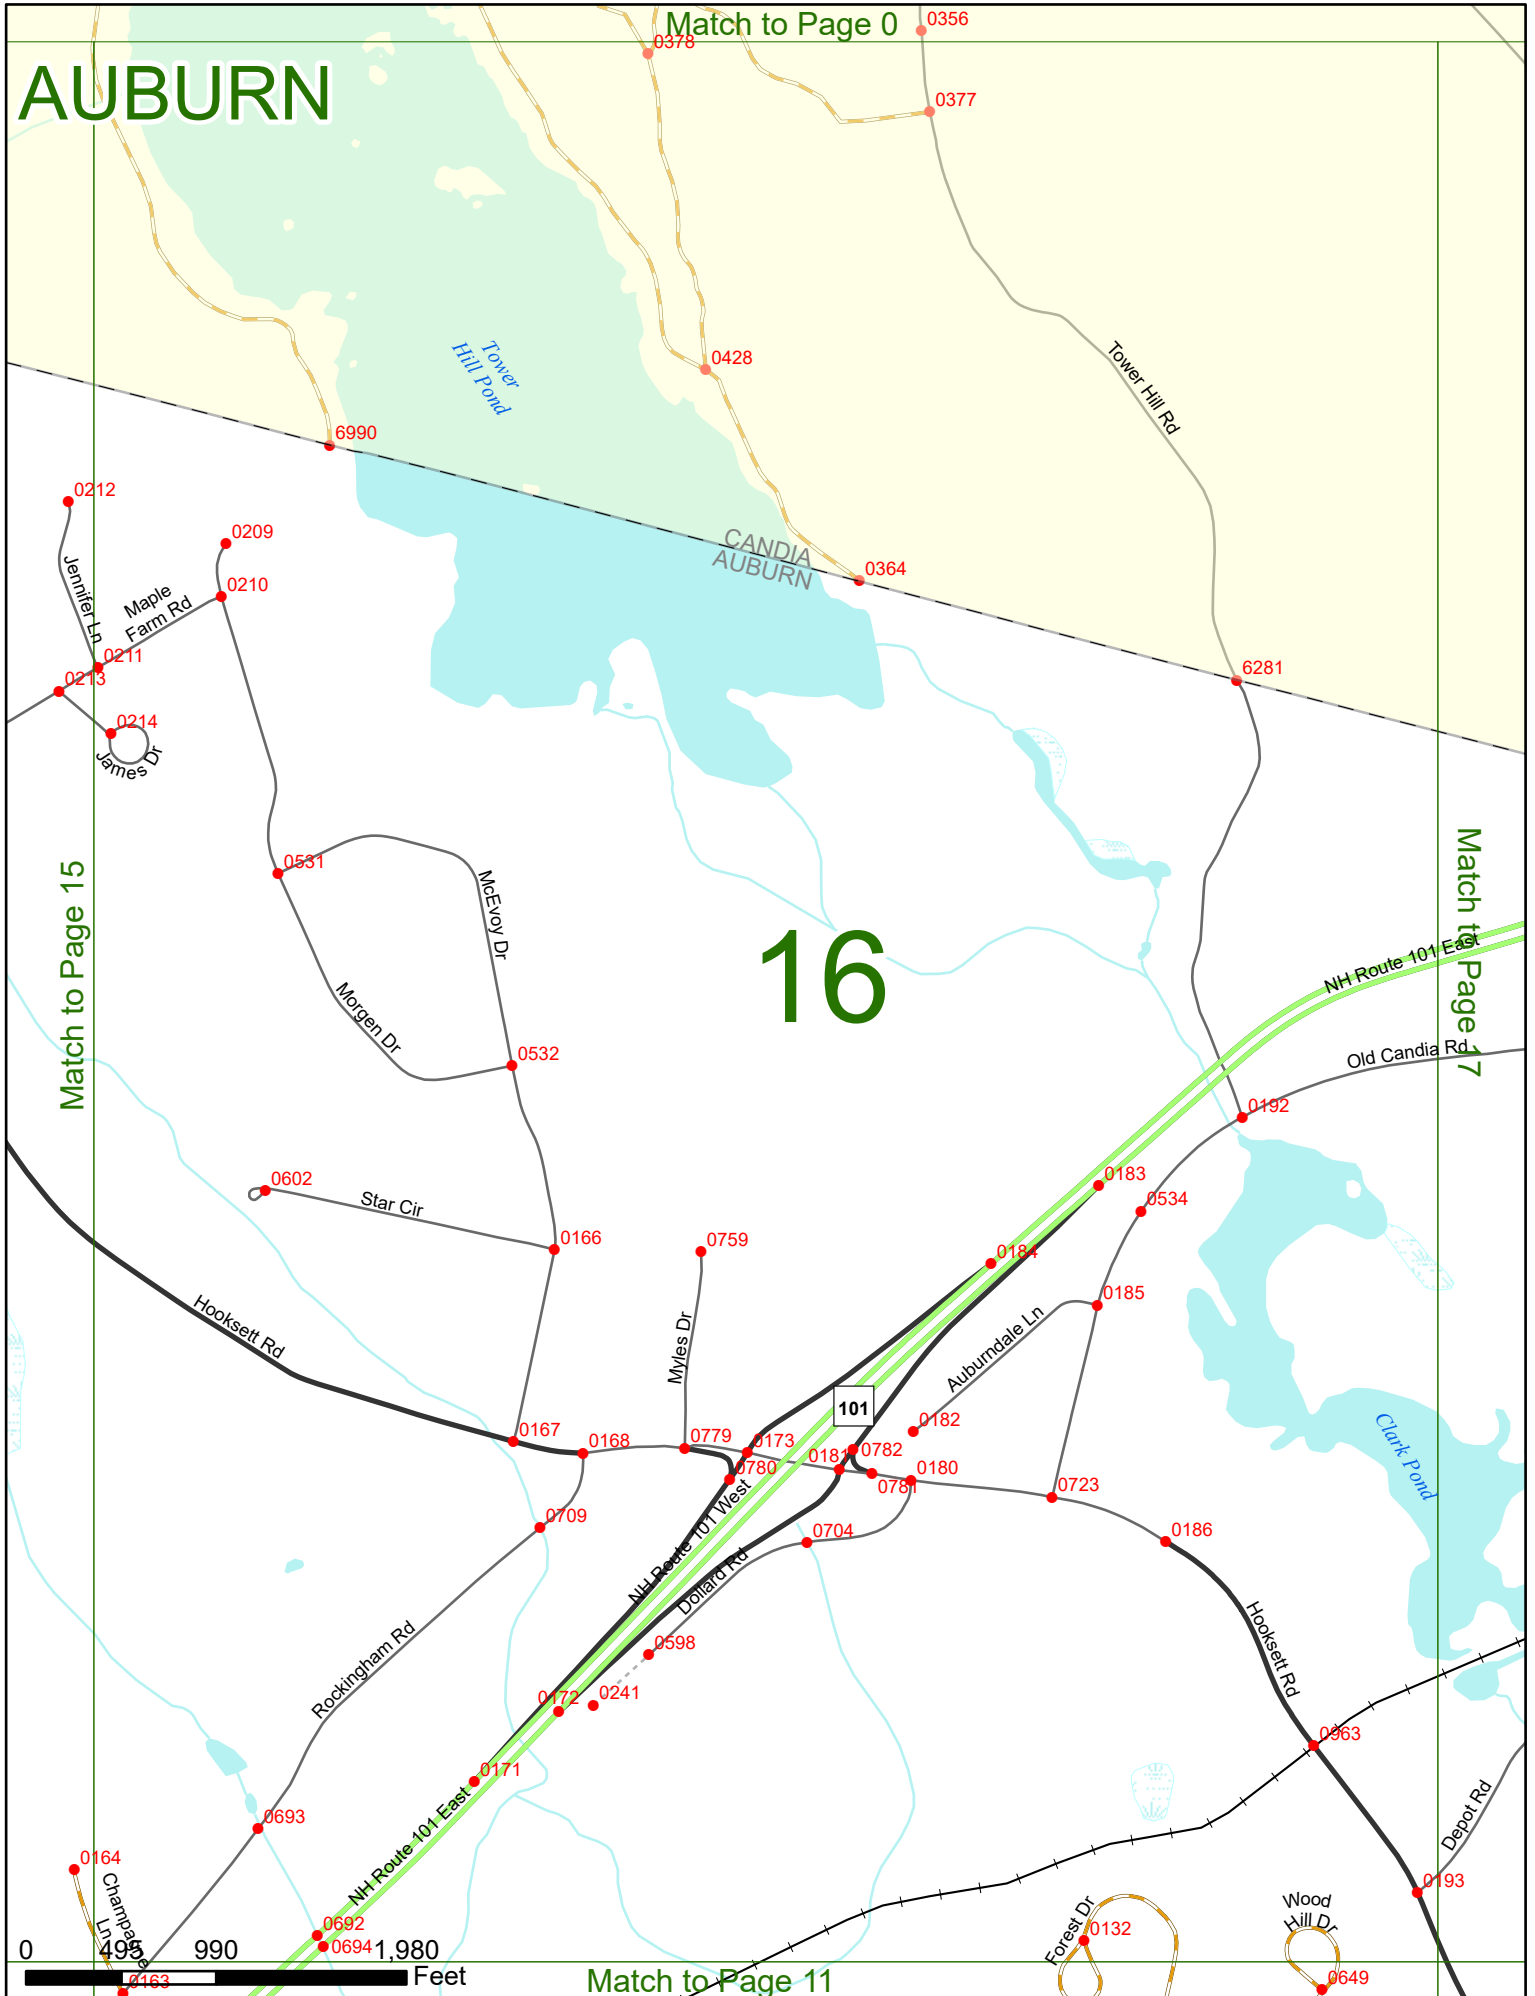 Match to Page 0
0356
0378
AUBURN
0377
Tower
Hill Pond
0428
Tower Hill Rd
6990
0212
0209
CANDIA
AUBURN
0364
0210
Jennifer Ln
Maple
Farm Rd
0211
0213
6281
0214
James Dr
Match to Page 15
0531
McEvoy Dr
16
Match to Page 17
NH Route 101 East
Morgen Dr
0532
Old Candia Rd
0192
0602
Star Cir
0183
0534
0166
0759
0184
0185
Hooksett Rd
Myles Dr
Auburndale Ln
101
0182
Clark Pond
0167
0168
0779
0173
0181
0782
0780
0781
0180
0723
NH Route 101 West
0709
0704
0186
Dollard Rd
0598
Hooksett Rd
Rockingham Rd
0172
0241
0963
0171
NH Route 101 East
0693
Depot Rd
0164
Champagne
Ln
0193
Forest Dr
0132
Wood
Hill Dr
0692
0694
0 495 990 1,980
Feet
0163
Match to Page 11
0649